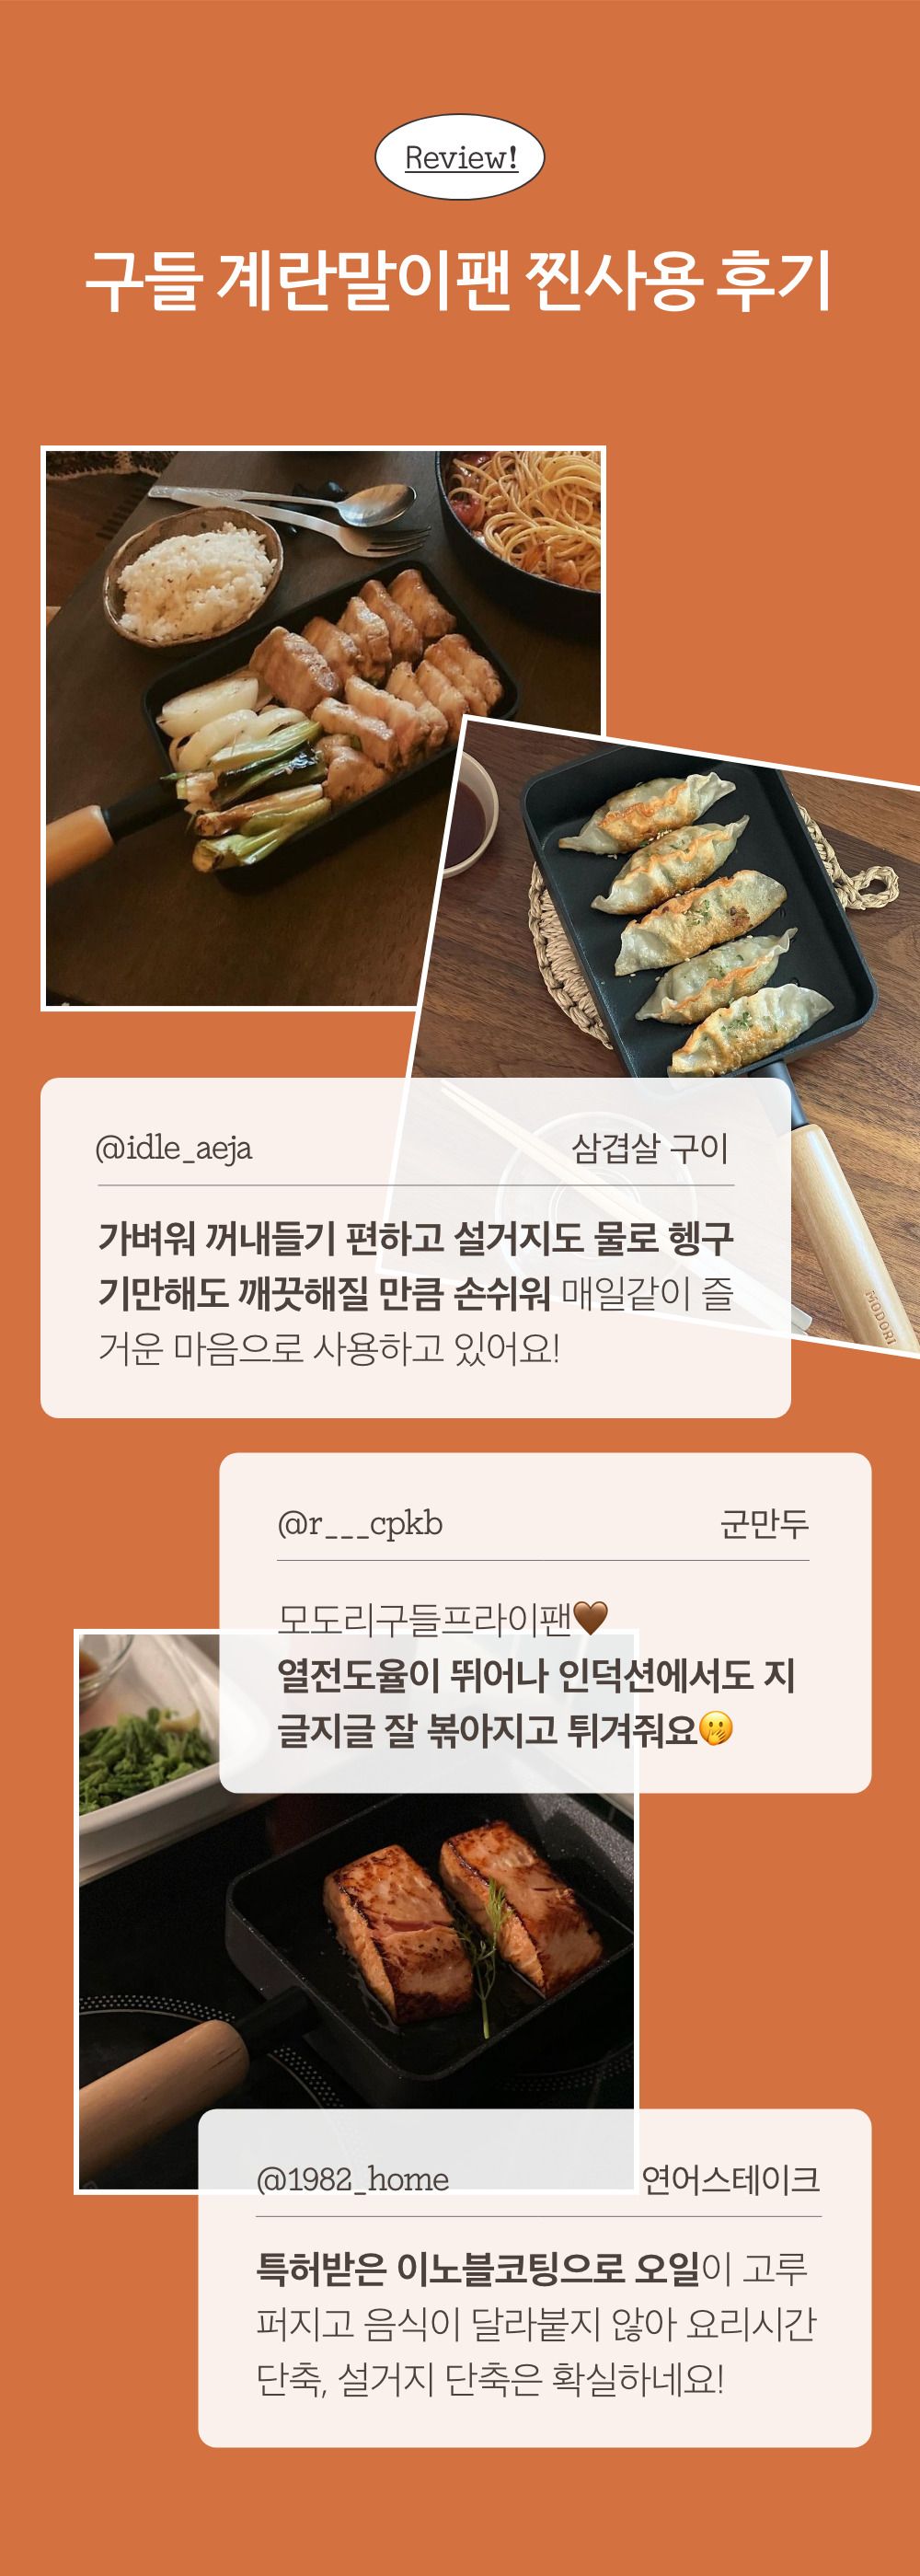 Review!
구들 계란말이팬 찐사용 후기
MODORI
@idle_aeja 삼겹살 구이
가벼워 꺼내들기 편하고 설거지도 물로 헹구
기만해도 깨끗해질 만큼 손쉬워 매일같이 즐
거운 마음으로 사용하고 있어요!
@r___cpkb 군만두
모도리구들프라이팬🤎
열전도율이 뛰어나 인덕션에서도 지
글지글 잘 볶아지고 튀겨줘요🤭
@1982_home 연어스테이크
특허받은 이노블코팅으로 오일이 고루
퍼지고 음식이 달라붙지 않아 요리시간
단축, 설거지 단축은 확실하네요!